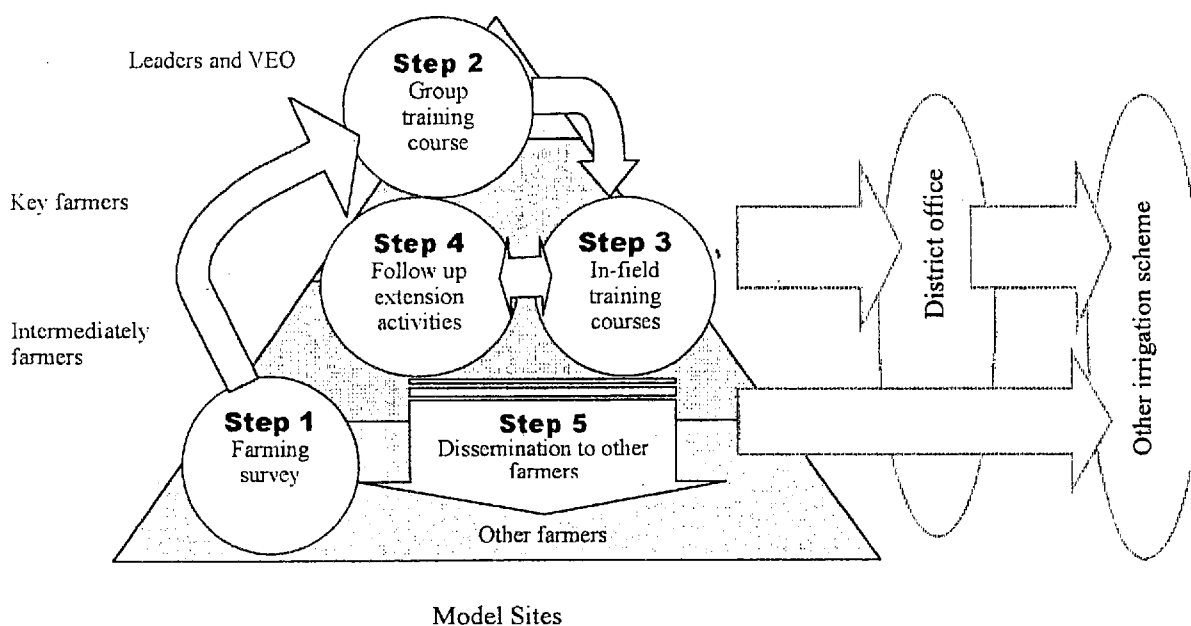 Leaders and VEO
Step 2
Group
training
course
Key farmers
Step 4
Follow up
extension
activities
Step 3
In-field
training
courses
Intermediately
farmers
Step 1
Farming
survey
Step 5
Dissemination to other
farmers
Other farmers
District office
Other irrigation scheme
Model Sites